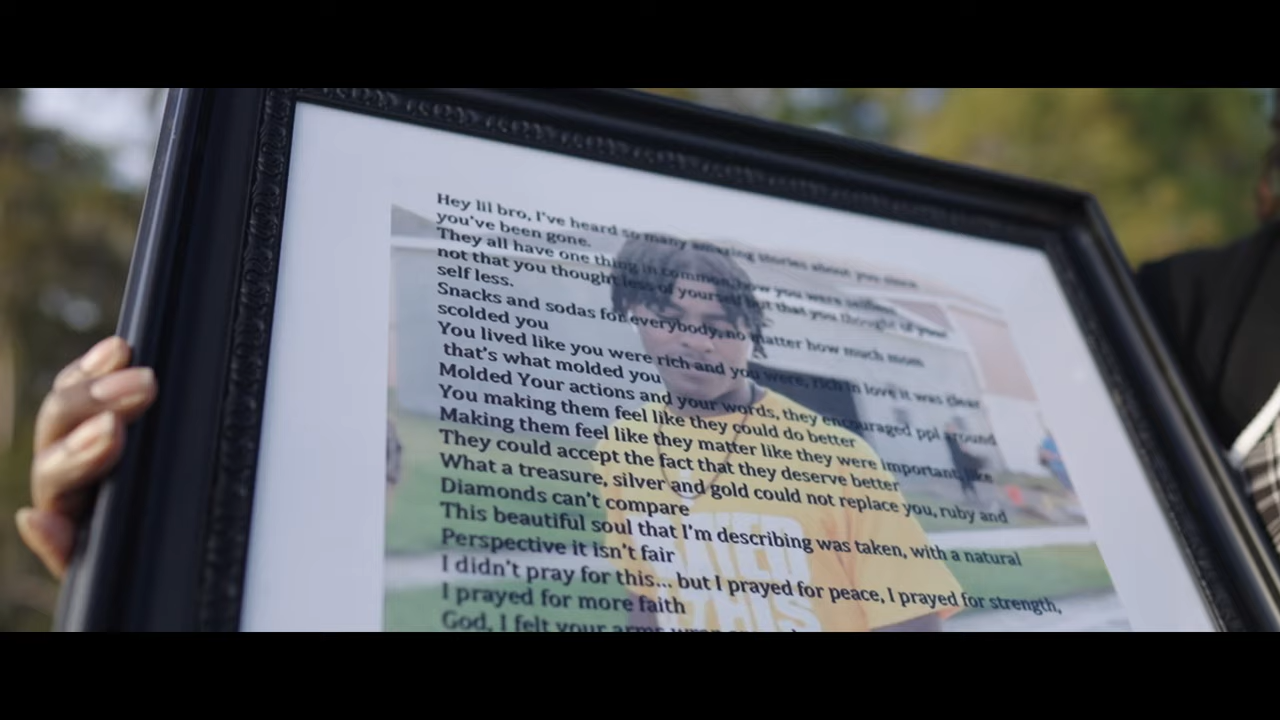 Hey lil bro, I've heard so many amazing stories about you since
you've been gone.
They all have one thing in common, how you were selfless
not that you thought less of yourself but that you thought of your
self less.
Snacks and sodas for everybody, no matter how much mom
scolded you
You lived like you were rich and you were, rich in love it was clear
that's what molded you
Molded Your actions and your words, they encouraged ppl around
You making them feel like they could do better
Making them feel like they matter like they were important, like
They could accept the fact that they deserve better
What a treasure, silver and gold could not replace you, ruby and
Diamonds can't compare
This beautiful soul that I'm describing was taken, with a natural
Perspective it isn't fair
I didn't pray for this... but I prayed for peace, I prayed for strength,
I prayed for more faith
God, I felt your arms
THIS